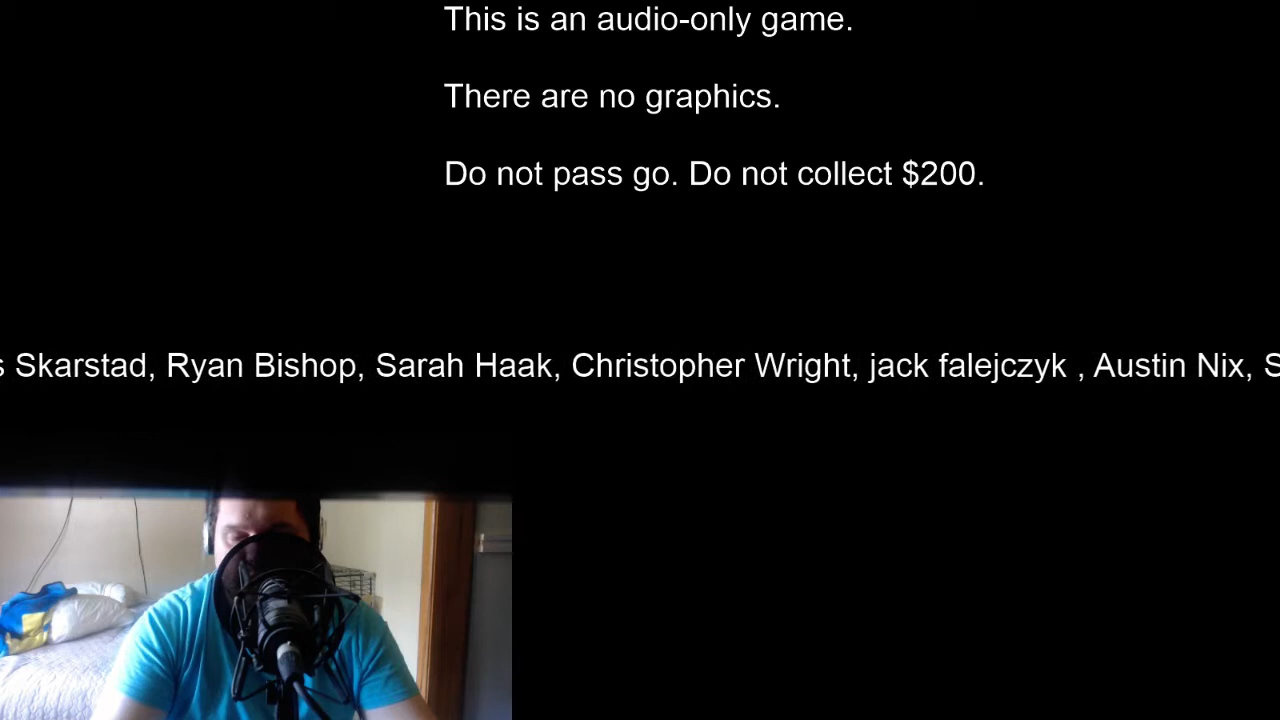 This is an audio-only game.
There are no graphics.
Do not pass go. Do not collect $200.
s Skarstad, Ryan Bishop, Sarah Haak, Christopher Wright, jack falejczyk , Austin Nix, S